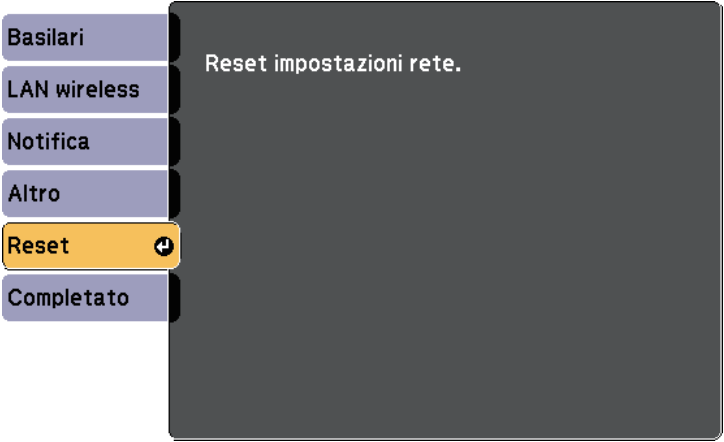 Basilari
LAN wireless
Notifica
Altro
Reset
Completato
Reset impostazioni rete.